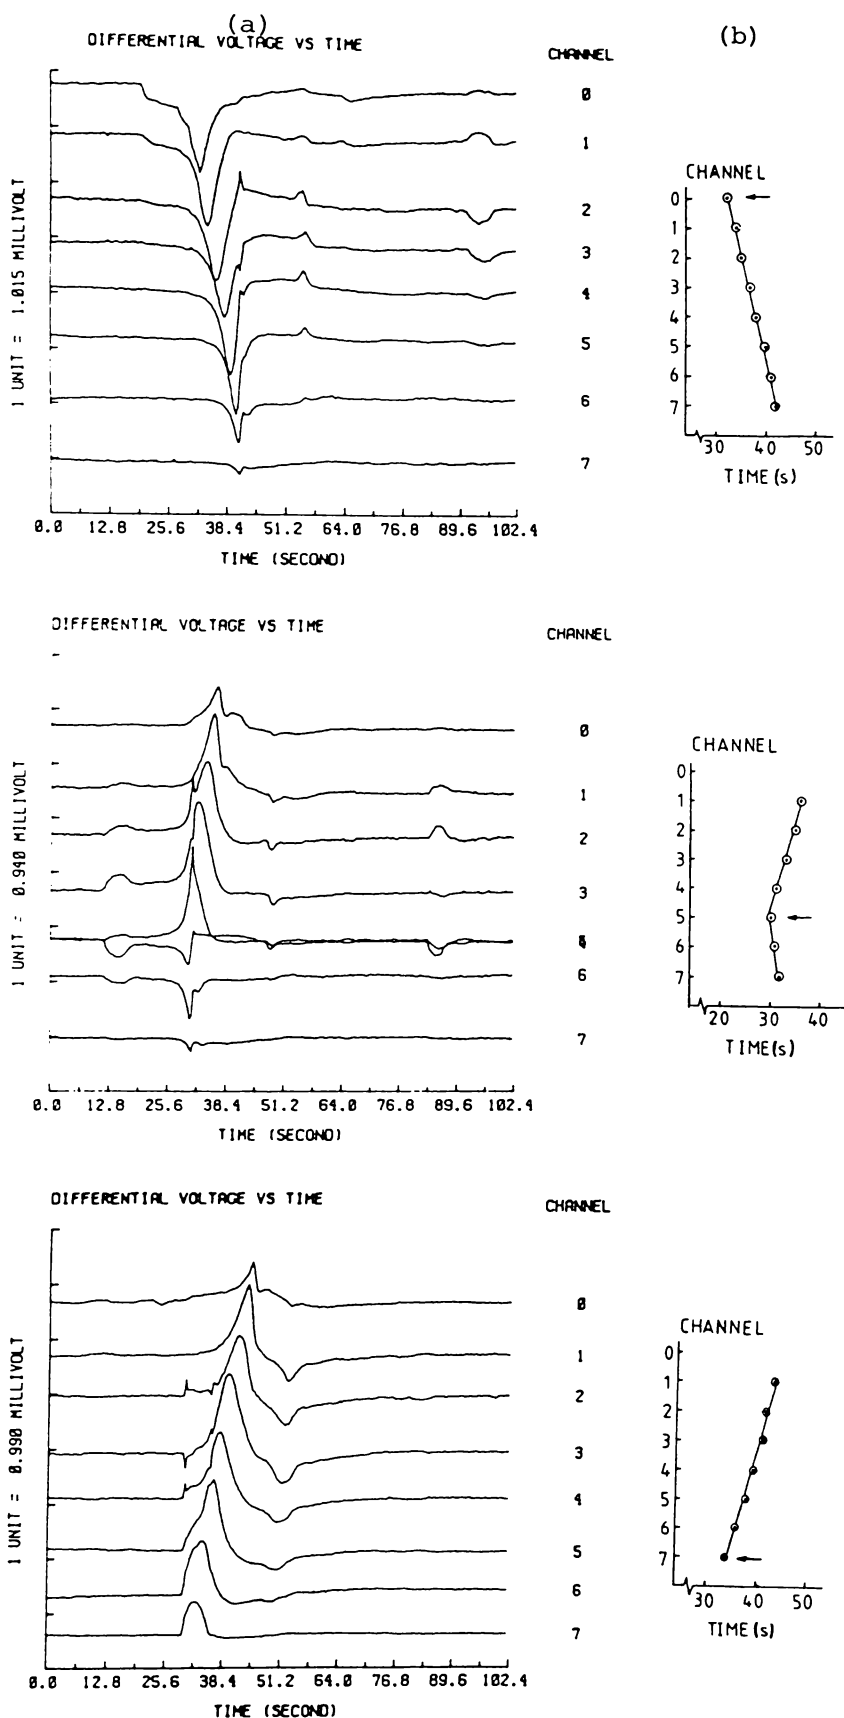 (a)
(b)
DIFFERENTIAL VOLTAGE VS TIME
CHANNEL
0
1
2
3
4
5
6
7
1 UNIT = 1.015 MILLIVOLT
0.0 12.8 25.6 38.4 51.2 64.0 76.8 89.6 102.4
TIME (SECOND)
CHANNEL
0
1
2
3
4
5
6
7
30 40 50
TIME (s)
DIFFERENTIAL VOLTAGE VS TIME
CHANNEL
0
1
2
3
6
7
1 UNIT = 0.940 MILLIVOLT
0.0 12.8 25.6 38.4 51.2 64.0 76.8 89.6 102.4
TIME (SECOND)
CHANNEL
0
1
2
3
4
5
6
7
20 30 40
TIME(s)
DIFFERENTIAL VOLTAGE VS TIME
CHANNEL
0
1
2
3
4
5
6
7
1 UNIT = 0.990 MILLIVOLT
0.0 12.8 25.6 38.4 51.2 64.0 76.8 89.6 102.4
TIME (SECOND)
CHANNEL
0
1
2
3
4
5
6
7
30 40 50
TIME (s)